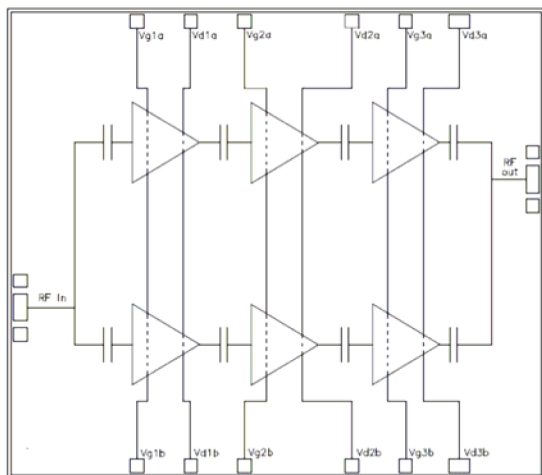 Vg1a Vd1a Vg2a Vd2a Vg3a Vd3a
RF
out
RF In
Vg1b Vd1b Vg2b Vd2b Vg3b Vd3b